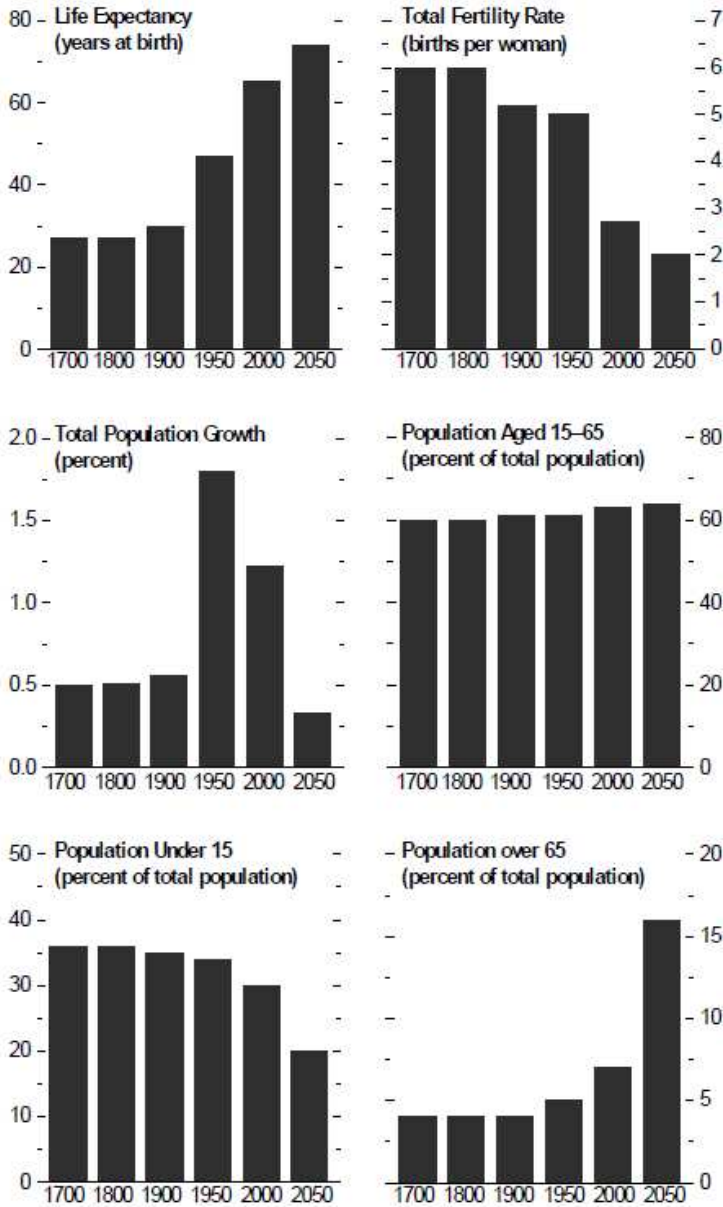 Life Expectancy
(years at birth)
80
60
40
20
0
1700 1800 1900 1950 2000 2050
Total Fertility Rate
(births per woman)
7
6
5
4
3
2
1
0
1700 1800 1900 1950 2000 2050
Total Population Growth
(percent)
2.0
1.5
1.0
0.5
0.0
1700 1800 1900 1950 2000 2050
Population Aged 15–65
(percent of total population)
80
60
40
20
0
1700 1800 1900 1950 2000 2050
Population Under 15
(percent of total population)
50
40
30
20
10
0
1700 1800 1900 1950 2000 2050
Population over 65
(percent of total population)
20
15
10
5
0
1700 1800 1900 1950 2000 2050